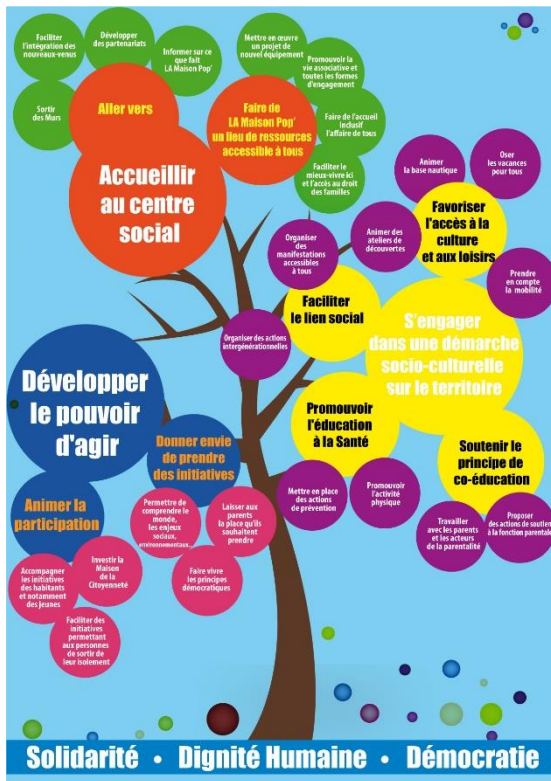 Faciliter
l'intégration des
nouveaux-venus
Développer
des partenariats
Informer sur ce
que fait
LA Maison Pop'
Sortir
des Murs
Aller vers
Accueillir
au centre
social
Mettre en œuvre
un projet de
nouvel équipement
Promouvoir la
vie associative et
toutes les formes
d'engagement
Faire de
LA Maison Pop'
un lieu de ressources
accessible à tous
Faire de l'accueil
inclusif
l'affaire de tous
Faciliter le
mieux-vivre ici
et l'accès au droit
des familles
Animer
la base nautique
Oser
les vacances
pour tous
Favoriser
l'accès à la
culture
et aux loisirs
Organiser
des
manifestations
accessibles
à tous
Animer des
ateliers de
découvertes
Prendre
en compte
la mobilité
Faciliter
le lien social
Organiser des actions
intergénérationnelles
S'engager
dans une démarche
socio-culturelle
sur le territoire
Promouvoir
l'éducation
à la Santé
Soutenir le
principe de
co-éducation
Mettre en place
des actions
de prévention
Promouvoir
l'activité
physique
Travailler
avec les parents
et les acteurs
de la parentalité
Proposer
des actions de soutien
à la fonction parentale
Développer
le pouvoir
d'agir
Donner envie
de prendre
des initiatives
Animer la
participation
Permettre de
comprendre le
monde,
les enjeux
sociaux,
environnementaux...
Laisser aux
parents
la place qu'ils
souhaitent
prendre
Accompagner
les initiatives
des habitants
et notamment
des jeunes
Investir la
Maison
de la
Citoyenneté
Faire vivre
les principes
démocratiques
Faciliter des
initiatives
permettant
aux personnes
de sortir de
leur isolement
Solidarité • Dignité Humaine • Démocratie